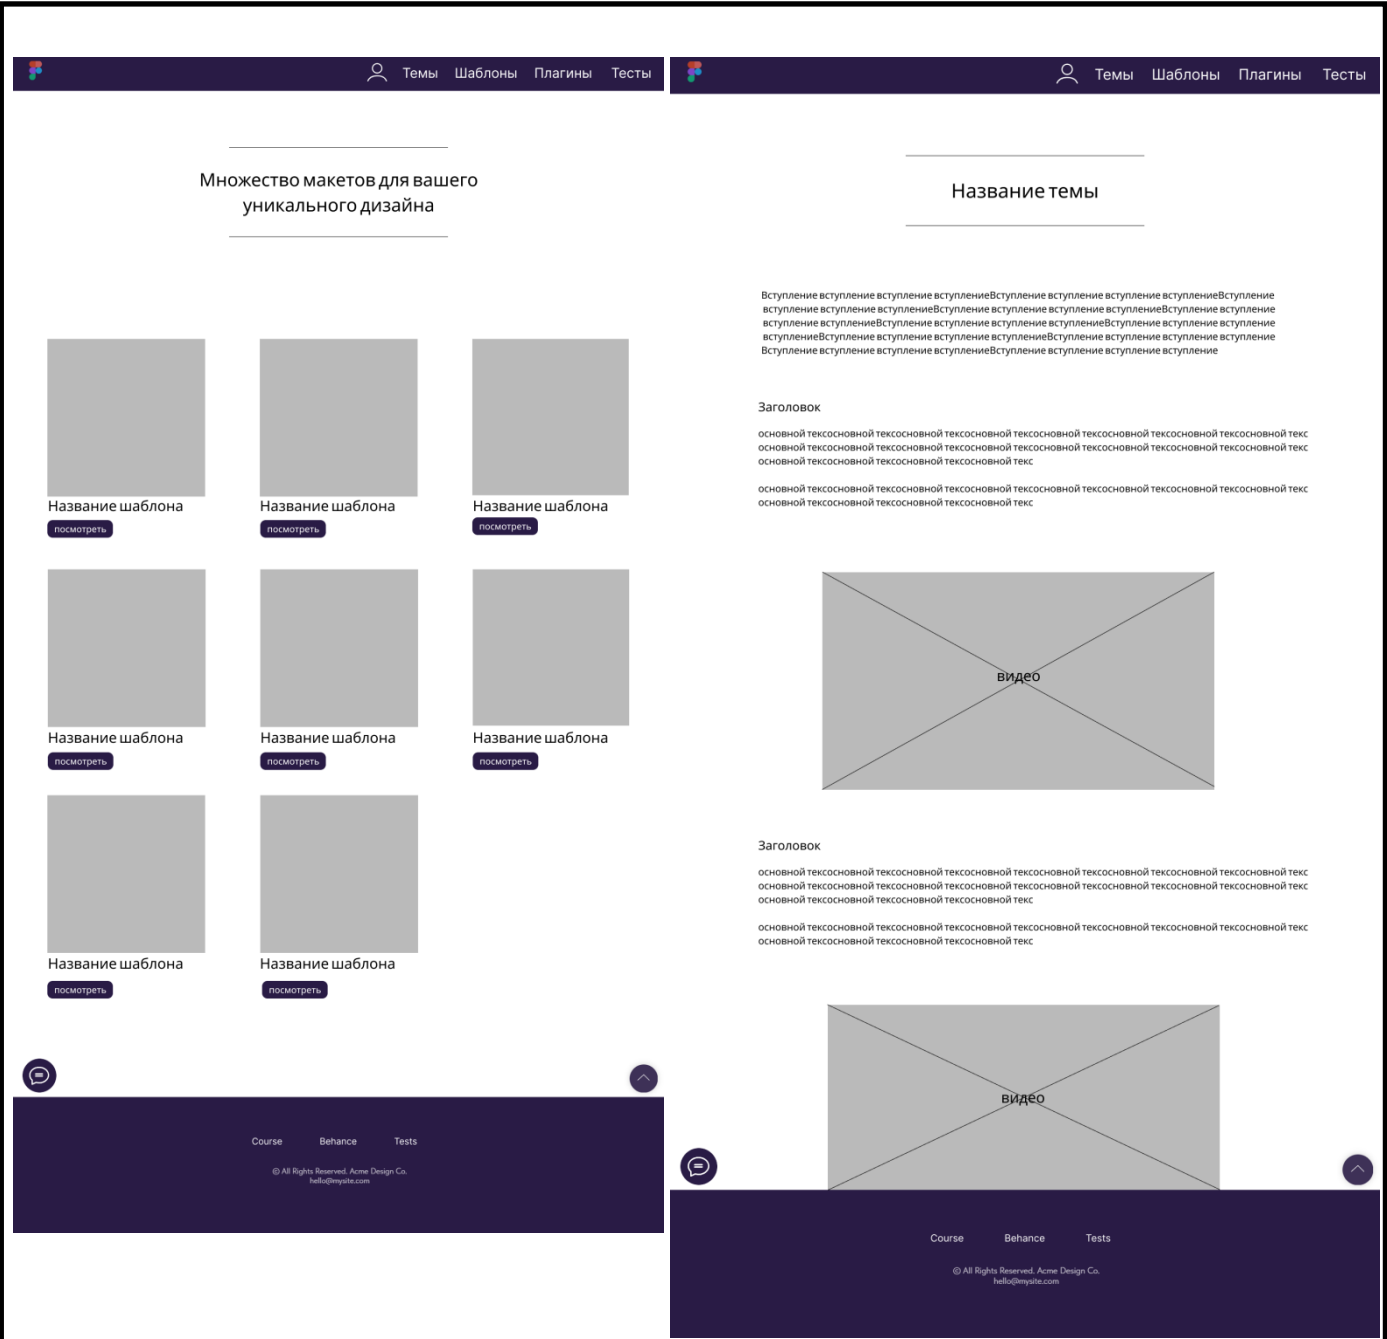 Темы Шаблоны Плагины Тесты
Множество макетов для вашего
уникального дизайна
Название шаблона Название шаблона Название шаблона
посмотреть посмотреть посмотреть
Название шаблона Название шаблона Название шаблона
посмотреть посмотреть посмотреть
Название шаблона Название шаблона
посмотреть посмотреть
Course Behance Tests
© All Rights Reserved. Acme Design Co.
hello@mysite.com
Темы Шаблоны Плагины Тесты
Название темы
Вступление вступление вступление вступлениеВступление вступление вступление вступлениеВступление
вступление вступление вступлениеВступление вступление вступление вступлениеВступление вступление
вступление вступлениеВступление вступление вступление вступлениеВступление вступление вступление
вступлениеВступление вступление вступление вступлениеВступление вступление вступление вступление
Вступление вступление вступление вступлениеВступление вступление вступление вступление
Заголовок
основной тексосновной тексосновной тексосновной тексосновной тексосновной тексосновной тексосновной текс
основной тексосновной тексосновной тексосновной тексосновной тексосновной тексосновной тексосновной текс
основной тексосновной тексосновной тексосновной текс
основной тексосновной тексосновной тексосновной тексосновной тексосновной тексосновной тексосновной текс
основной тексосновной тексосновной тексосновной текс
видео
Заголовок
основной тексосновной тексосновной тексосновной тексосновной тексосновной тексосновной тексосновной текс
основной тексосновной тексосновной тексосновной тексосновной тексосновной тексосновной тексосновной текс
основной тексосновной тексосновной тексосновной текс
основной тексосновной тексосновной тексосновной тексосновной тексосновной тексосновной тексосновной текс
основной тексосновной тексосновной тексосновной текс
видео
Course Behance Tests
© All Rights Reserved. Acme Design Co.
hello@mysite.com